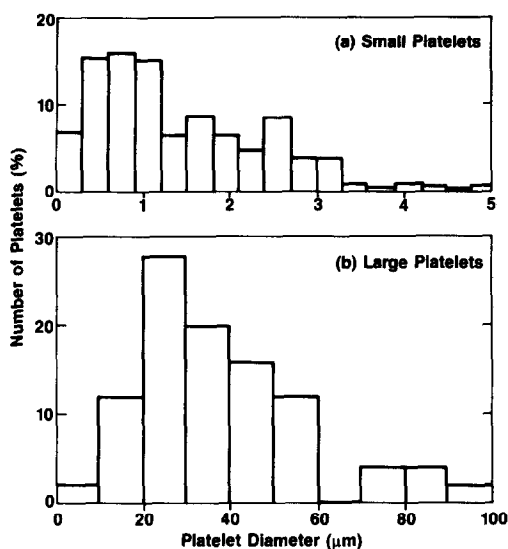 Number of Platelets (%)
20
(a) Small Platelets
10
0
0 1 2 3 4 5
30
(b) Large Platelets
20
10
0
0 20 40 60 80 100
Platelet Diameter (μm)